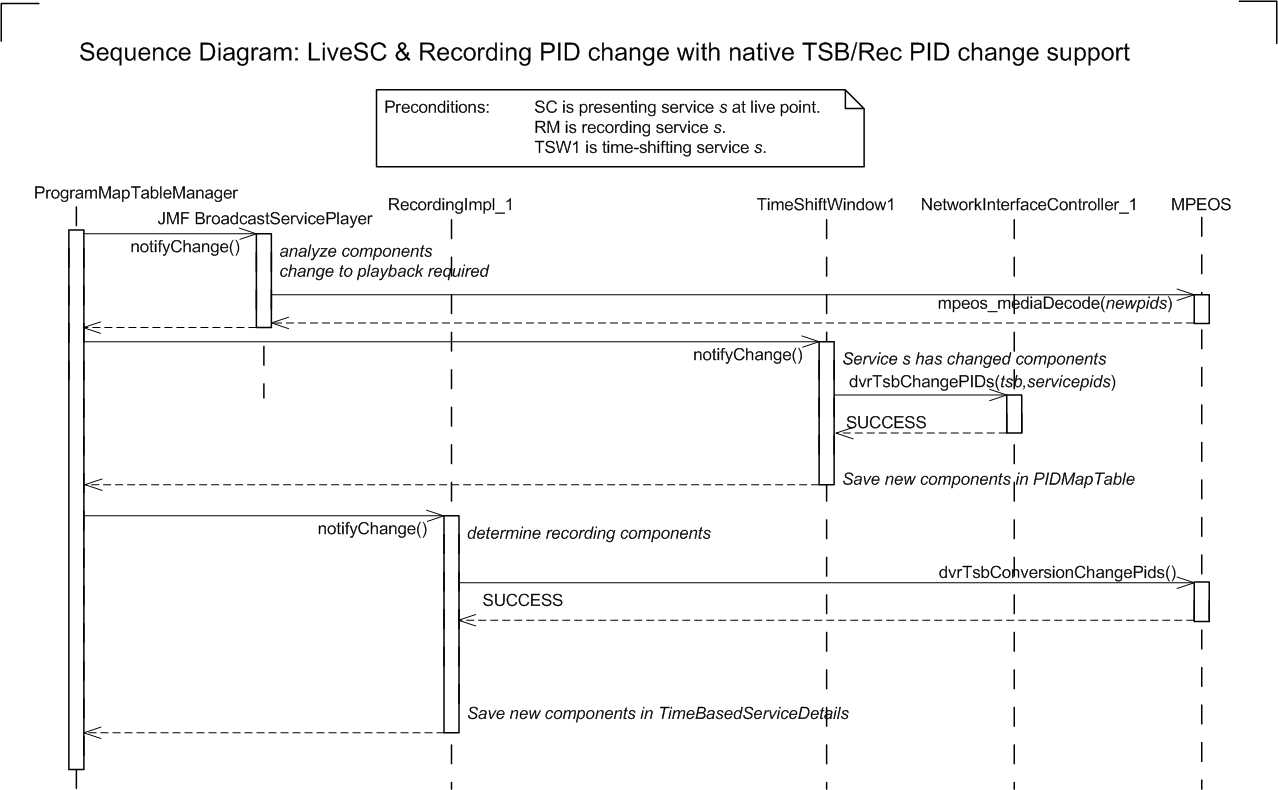 Sequence Diagram: LiveSC & Recording PID change with native TSB/Rec PID change support
Preconditions: SC is presenting service s at live point.
RM is recording service s.
TSW1 is time-shifting service s.
ProgramMapTableManager
JMF BroadcastServicePlayer
RecordingImpl_1
TimeShiftWindow1
NetworkInterfaceController_1
MPEOS
notifyChange()
analyze components
change to playback required
mpeos_mediaDecode(newpids)
notifyChange()
Service s has changed components
dvrTsbChangePIDs(tsb,servicepids)
SUCCESS
Save new components in PIDMapTable
notifyChange()
determine recording components
dvrTsbConversionChangePids()
SUCCESS
Save new components in TimeBasedServiceDetails